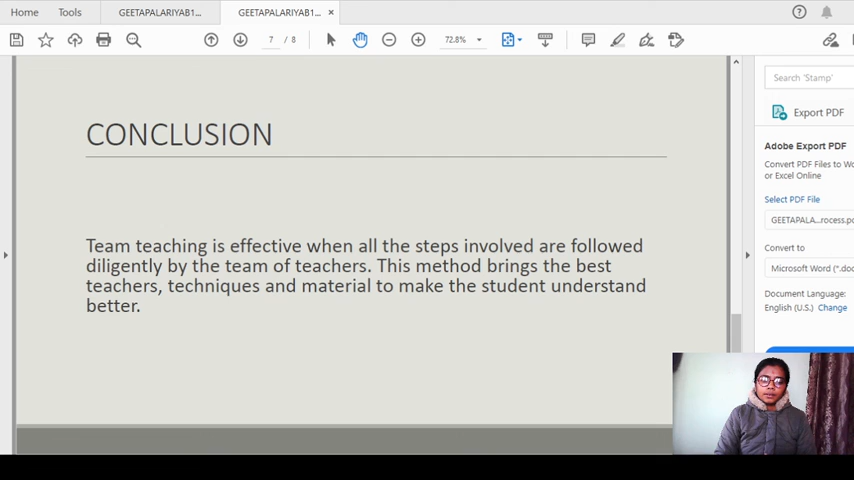 Home Tools GEETAPALARIYAB1... GEETAPALARIYAB1... ×
7 / 8 72.8%
Search 'Stamp'
CONCLUSION
Export PDF
Adobe Export PDF
Convert PDF Files to Wo
or Excel Online
Select PDF File
GEETAPALA...rocess.po
Team teaching is effective when all the steps involved are followed
diligently by the team of teachers. This method brings the best
teachers, techniques and material to make the student understand
better.
Convert to
Microsoft Word (*.doc
Document Language:
English (U.S.) Change